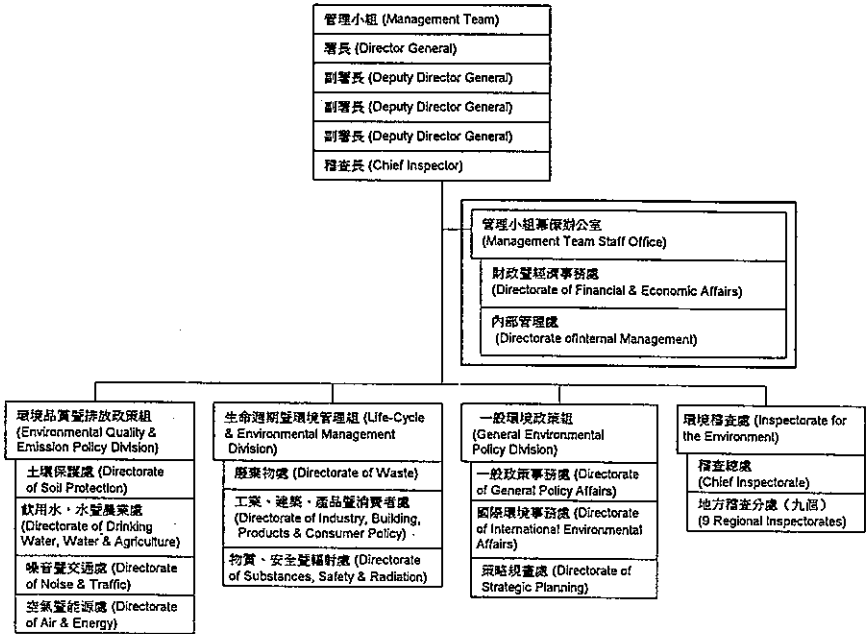 管理小組 (Management Team)
署長 (Director General)
副署長 (Deputy Director General)
副署長 (Deputy Director General)
副署長 (Deputy Director General)
稽查長 (Chief Inspector)
管理小組幕僚辦公室
(Management Team Staff Office)
財政暨經濟事務處
(Directorate of Financial & Economic Affairs)
內部管理處
(Directorate ofInternal Management)
環境品質暨排放政策組
(Environmental Quality &
Emission Policy Division)
土壤保護處 (Directorate
of Soil Protection)
飲用水、水暨農業處
(Directorate of Drinking
Water, Water & Agriculture)
噪音暨交通處 (Directorate
of Noise & Traffic)
空氣暨能源處 (Directorate
of Air & Energy)
生命週期暨環境管理組 (Life-Cycle
& Environmental Management
Division)
廢棄物處 (Directorate of Waste)
工業、建築、產品暨消費者處
(Directorate of Industry, Building,
Products & Consumer Policy)
物質、安全暨輻射處 (Directorate
of Substances, Safety & Radiation)
一般環境政策組
(General Environmental
Policy Division)
一般政策事務處 (Directorate
of General Policy Affairs)
國際環境事務處 (Directorate
of International Environmental
Affairs)
策略規畫處 (Directorate of
Strategic Planning)
環境稽查處 (Inspectorate for
the Environment)
稽查總處
(Chief Inspectorate)
地方稽查分處（九個）
(9 Regional Inspectorates)